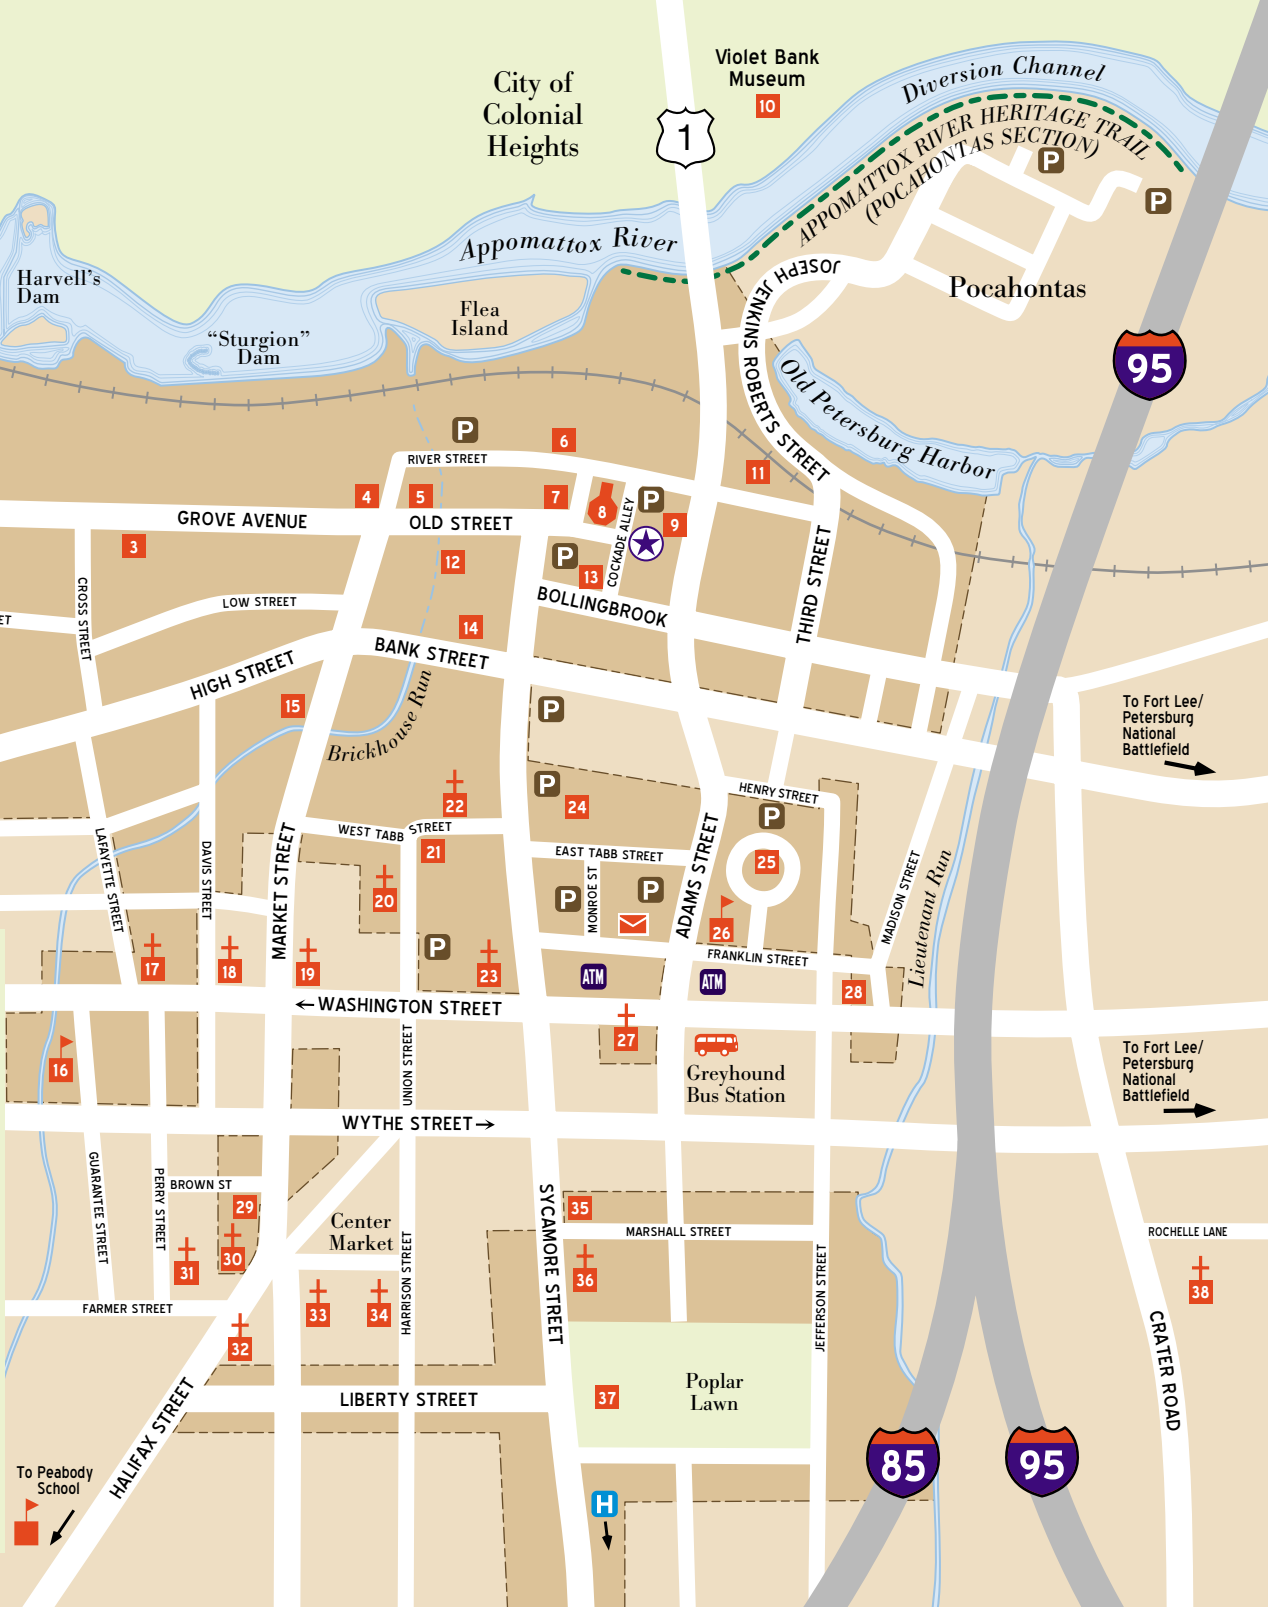 City of
Colonial
Heights
Violet Bank
Museum
10
1
Diversion Channel
APPOMATTOX RIVER HERITAGE TRAIL
(POCAHONTAS SECTION)
P
P
Appomattox River
Harvell's
Dam
"Sturgion"
Dam
Flea
Island
JOSEPH JENKINS ROBERTS STREET
Pocahontas
95
Old Petersburg Harbor
P
6
RIVER STREET
11
4
5
7
8
P
9
GROVE AVENUE
OLD STREET
COCKADE ALLEY
3
12
P
13
THIRD STREET
CROSS STREET
LOW STREET
BOLLINGBROOK
ET
14
BANK STREET
HIGH STREET
15
Brickhouse Run
P
To Fort Lee/
Petersburg
National
Battlefield
22
P
24
HENRY STREET
P
WEST TABB STREET
21
EAST TABB STREET
25
LAFAYETTE STREET
DAVIS STREET
MARKET STREET
20
P
MONROE ST
P
ADAMS STREET
26
MADISON STREET
Lieutenant Run
17
18
19
P
23
FRANKLIN STREET
ATM
ATM
28
WASHINGTON STREET
27
16
UNION STREET
Greyhound
Bus Station
To Fort Lee/
Petersburg
National
Battlefield
WYTHE STREET
GUARANTEE STREET
PERRY STREET
BROWN ST
29
30
31
Center
Market
HARRISON STREET
SYCAMORE STREET
35
MARSHALL STREET
36
JEFFERSON STREET
ROCHELLE LANE
38
FARMER STREET
33
34
32
CRATER ROAD
HALIFAX STREET
LIBERTY STREET
37
Poplar
Lawn
85
95
To Peabody
School
H